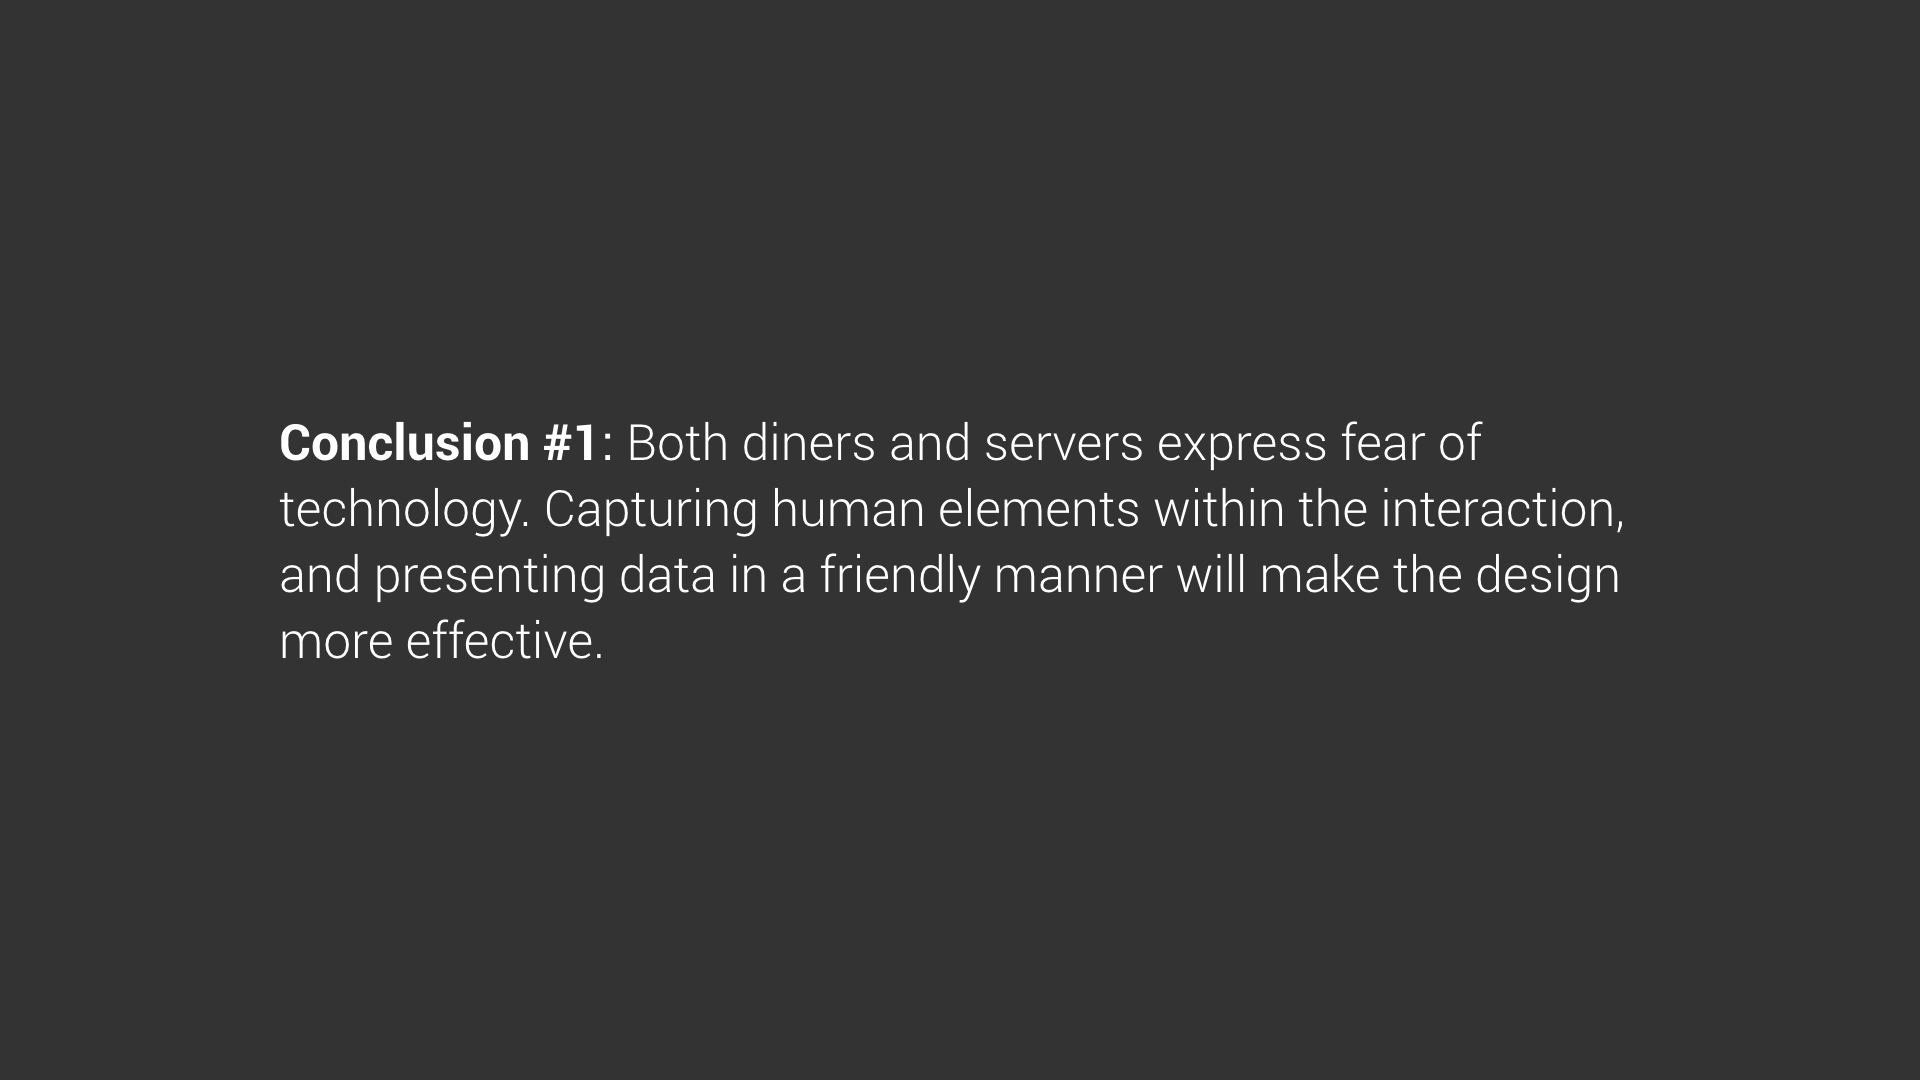 Conclusion #1: Both diners and servers express fear of
technology. Capturing human elements within the interaction,
and presenting data in a friendly manner will make the design
more effective.